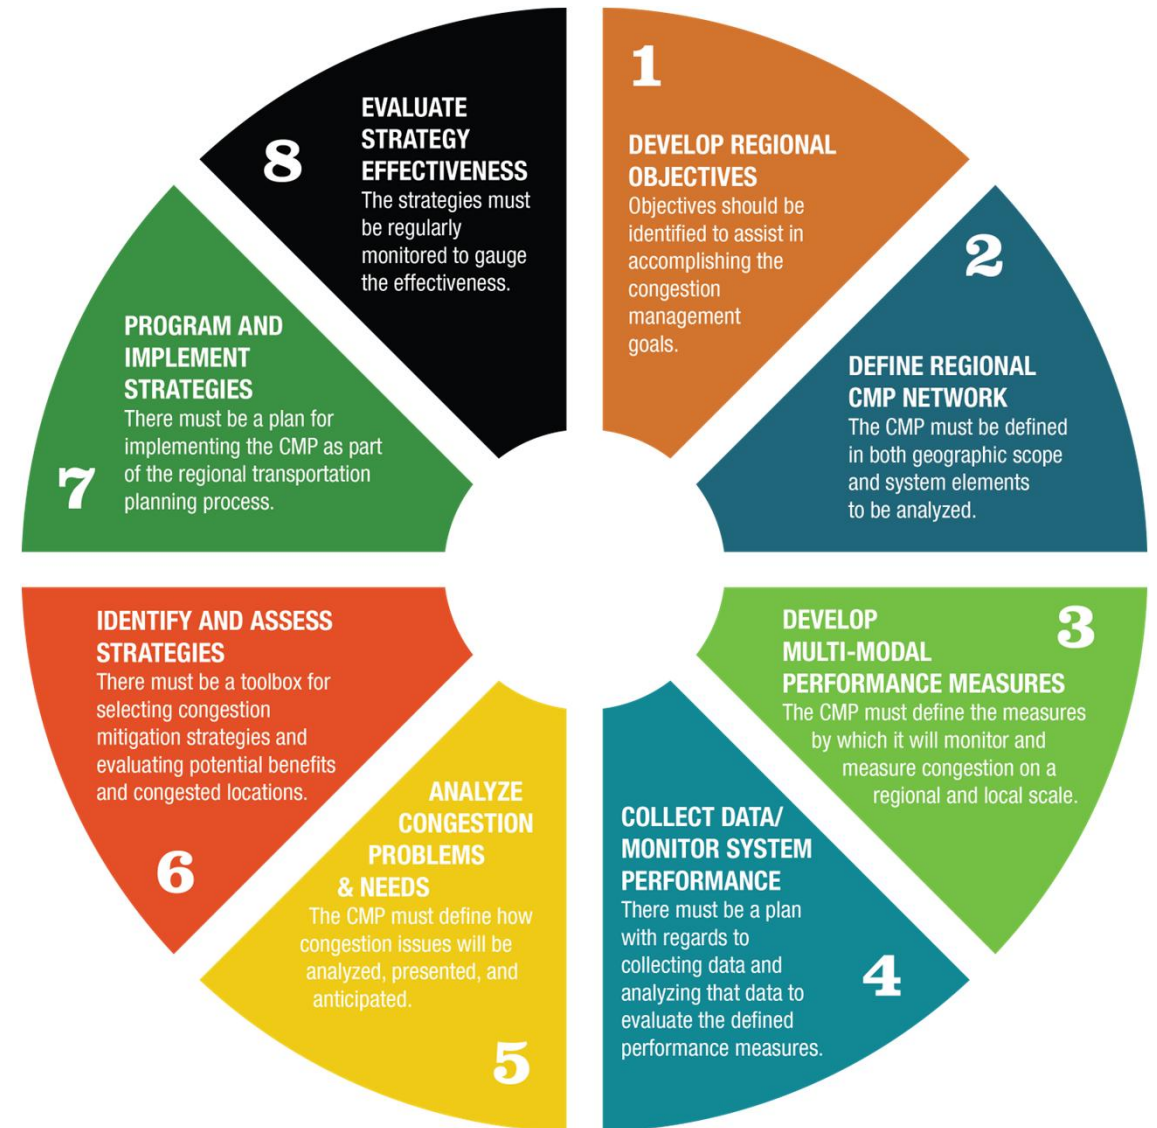 1
DEVELOP REGIONAL
OBJECTIVES
Objectives should be
identified to assist in
accomplishing the
congestion
management
goals.
2
DEFINE REGIONAL
CMP NETWORK
The CMP must be defined
in both geographic scope
and system elements
to be analyzed.
3
DEVELOP
MULTI-MODAL
PERFORMANCE MEASURES
The CMP must define the measures
by which it will monitor and
measure congestion on a
regional and local scale.
4
COLLECT DATA/
MONITOR SYSTEM
PERFORMANCE
There must be a plan
with regards to
collecting data and
analyzing that data to
evaluate the defined
performance measures.
5
ANALYZE
CONGESTION
PROBLEMS
& NEEDS
The CMP must define how
congestion issues will be
analyzed, presented, and
anticipated.
6
IDENTIFY AND ASSESS
STRATEGIES
There must be a toolbox for
selecting congestion
mitigation strategies and
evaluating potential benefits
and congested locations.
7
PROGRAM AND
IMPLEMENT
STRATEGIES
There must be a plan for
implementing the CMP as part
of the regional transportation
planning process.
8
EVALUATE
STRATEGY
EFFECTIVENESS
The strategies must
be regularly
monitored to gauge
the effectiveness.